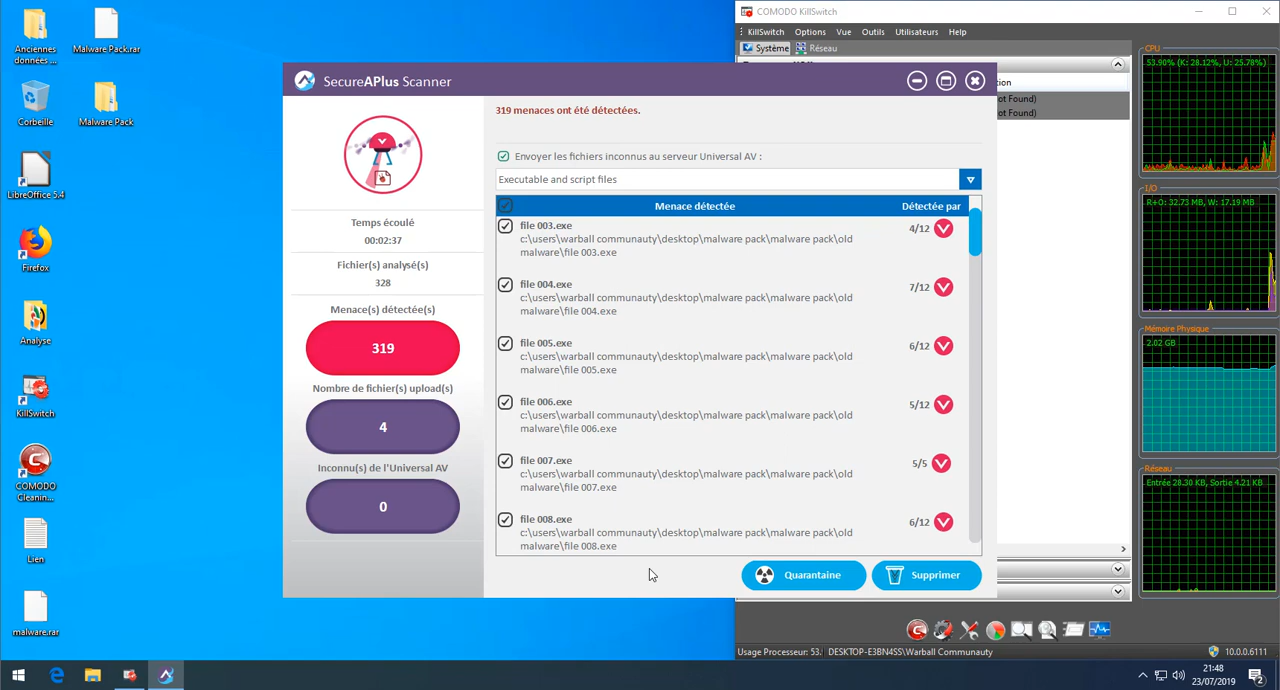 Anciennes
données ...
Malware Pack.rar
Corbeille
Malware Pack
LibreOffice 5.4
Firefox
Analyse
KillSwitch
COMODO
Cleanin...
Lien
malware.rar
SecureAPlus Scanner
Temps écoulé
00:02:37
Fichier(s) analysé(s)
328
Menace(s) détectée(s)
319
Nombre de fichier(s) upload(s)
4
Inconnu(s) de l'Universal AV
0
319 menaces ont été détectées.
Envoyer les fichiers inconnus au serveur Universal AV :
Executable and script files
Menace détectée Détectée par
file 003.exe
c:\users\warball communauty\desktop\malware pack\malware pack\old
malware\file 003.exe
4/12
file 004.exe
c:\users\warball communauty\desktop\malware pack\malware pack\old
malware\file 004.exe
7/12
file 005.exe
c:\users\warball communauty\desktop\malware pack\malware pack\old
malware\file 005.exe
6/12
file 006.exe
c:\users\warball communauty\desktop\malware pack\malware pack\old
malware\file 006.exe
5/12
file 007.exe
c:\users\warball communauty\desktop\malware pack\malware pack\old
malware\file 007.exe
5/5
file 008.exe
c:\users\warball communauty\desktop\malware pack\malware pack\old
malware\file 008.exe
6/12
Quarantaine
Supprimer
COMODO KillSwitch
KillSwitch Options Vue Outils Utilisateurs Help
Système Réseau
ot Found)
ot Found)
CPU
53.90% (K: 28.12%, U: 25.78%)
I/O
R+O: 32.73 MB, W: 17.19 MB
Mémoire Physique
2.02 GB
Réseau
Entrée 28.30 KB, Sortie 4.21 KB
Usage Processeur: 53. DESKTOP-E3BN4SS\Warball Communauty
10.0.0.6111
21:48
23/07/2019
2